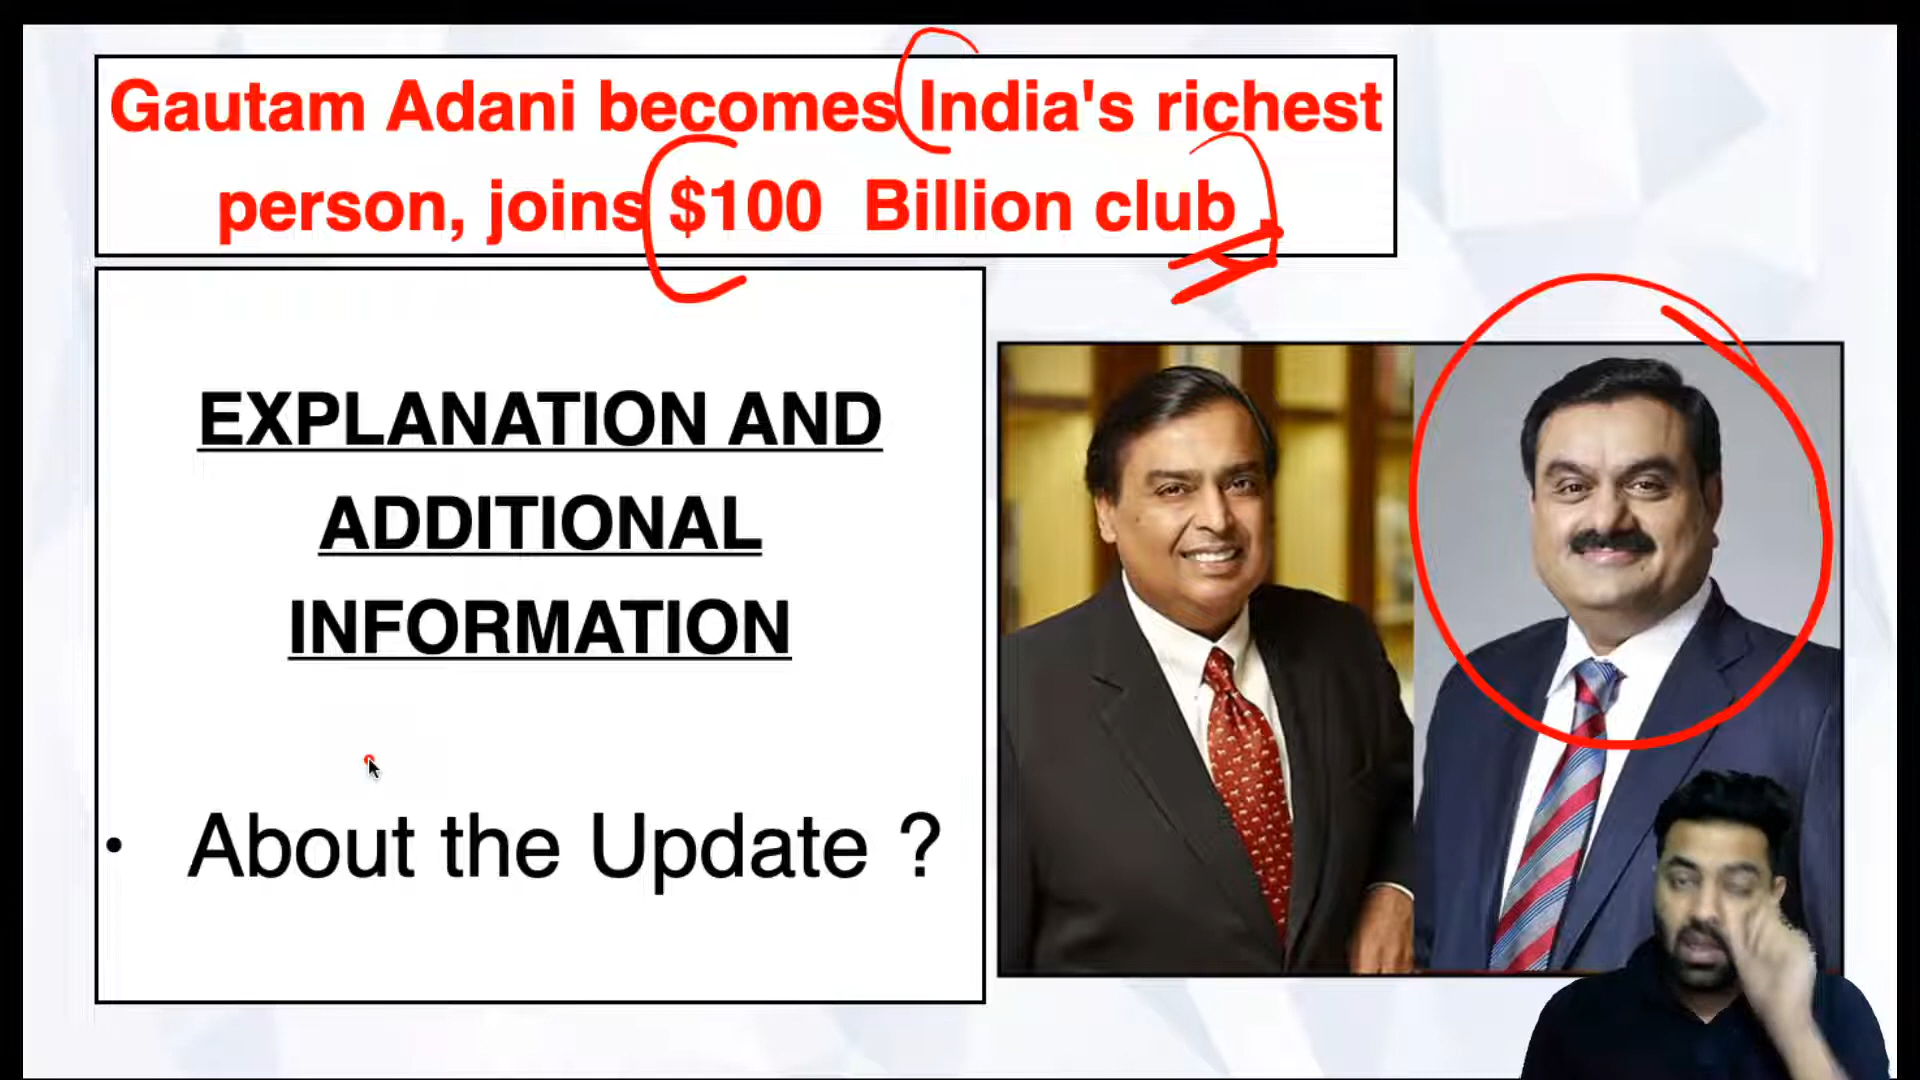 Gautam Adani becomes India's richest
person, joins $100 Billion club
EXPLANATION AND
ADDITIONAL
INFORMATION
• About the Update ?